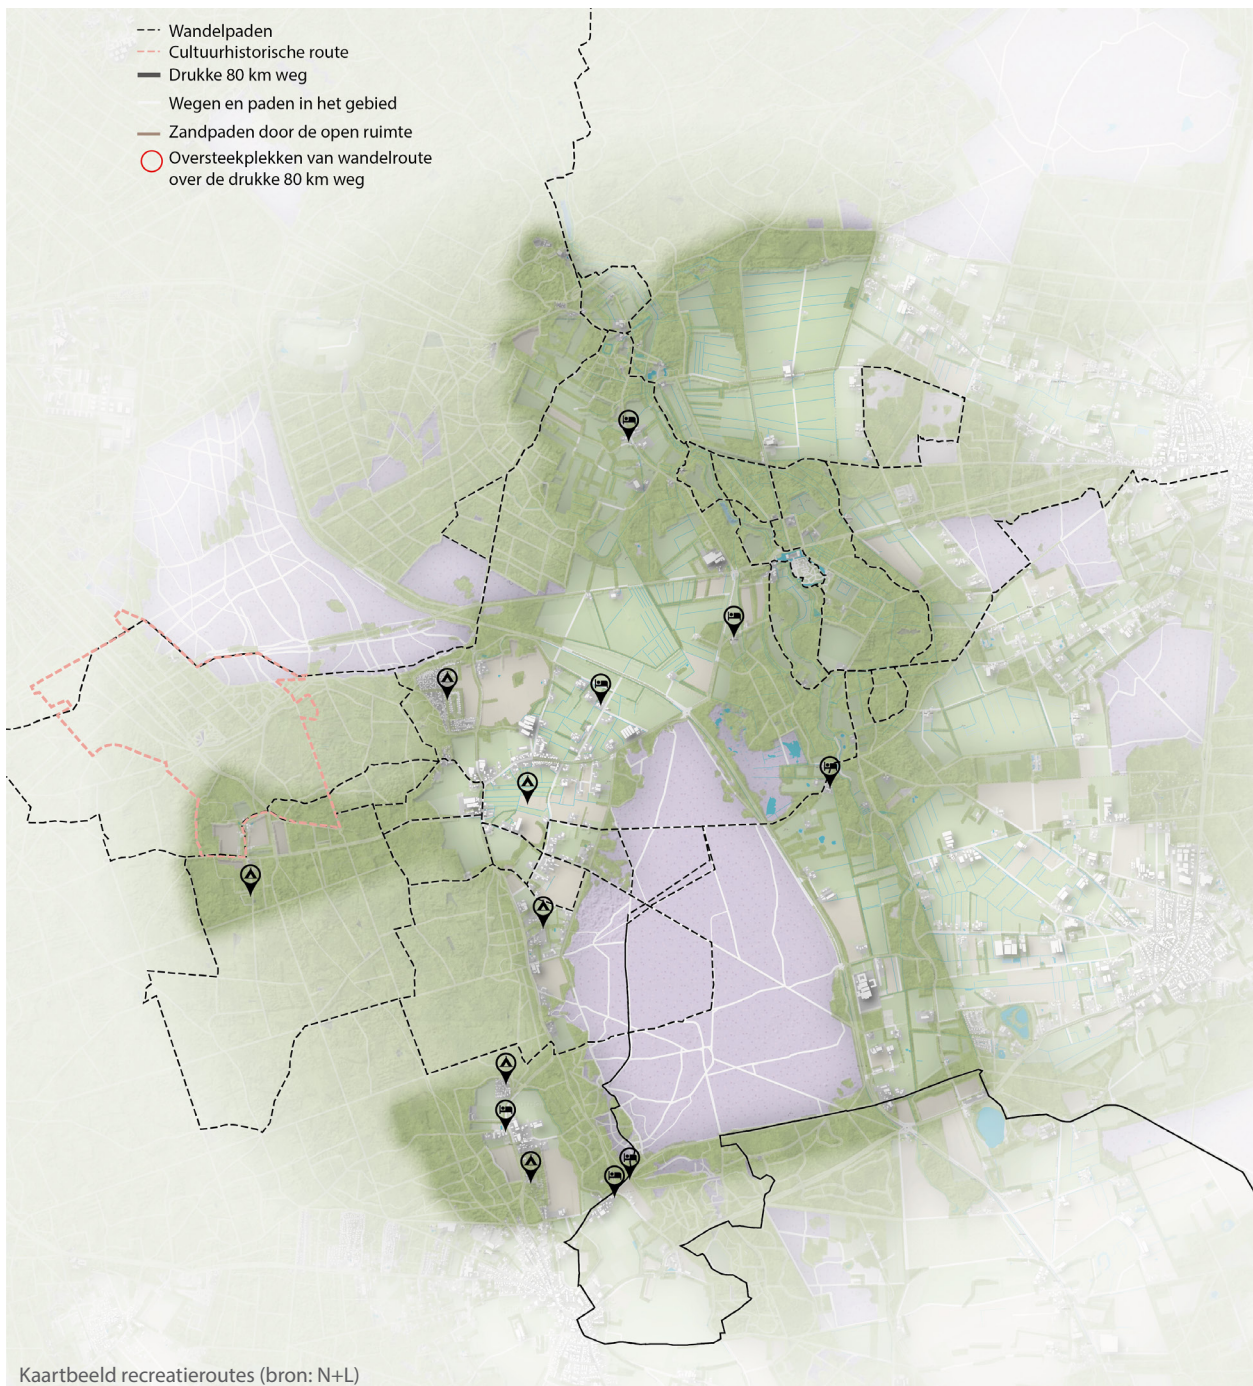 Wandelpaden
Cultuurhistorische route
Drukke 80 km weg
Wegen en paden in het gebied
Zandpaden door de open ruimte
Oversteekplekken van wandelroute
over de drukke 80 km weg
Kaartbeeld recreatieroutes (bron: N+L)